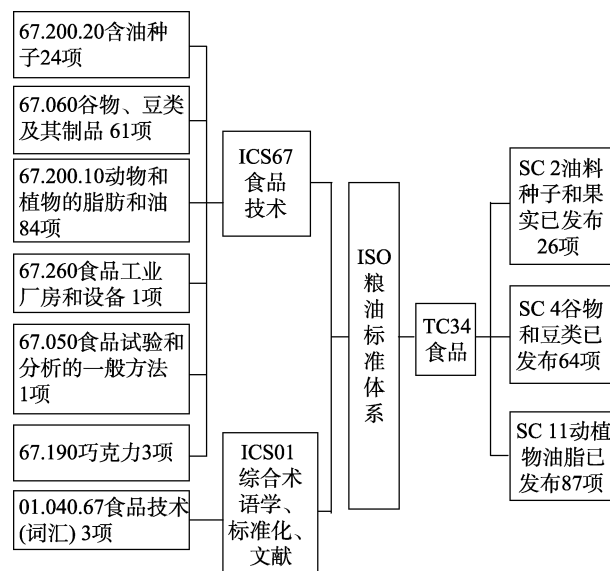 67.200.20含油种
子24项
67.060谷物、豆类
及其制品 61项
67.200.10动物和
植物的脂肪和油
84项
67.260食品工业
厂房和设备 1项
67.050食品试验和
分析的一般方法
1项
67.190巧克力3项
01.040.67食品技术
(词汇) 3项
ICS67
食品
技术
ICS01
综合术
语学、
标准化、
文献
ISO
粮
油
标
准
体
系
TC34
食品
SC 2油料
种子和果
实已发布
26项
SC 4谷物
和豆类已
发布64项
SC 11动植
物油脂已
发布87项